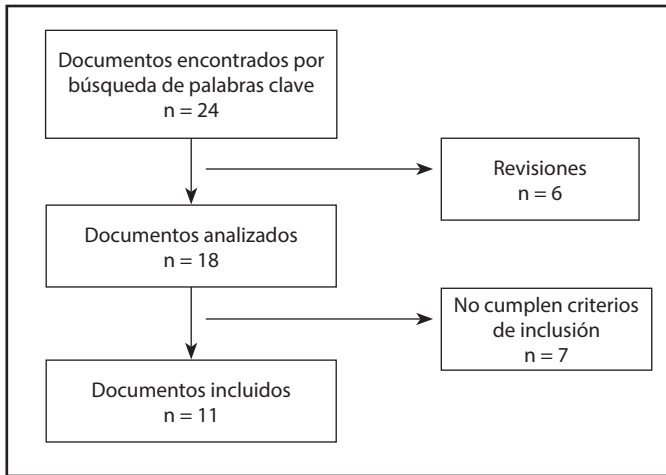 Documentos encontrados por
búsqueda de palabras clave
n = 24
Revisiones
n = 6
Documentos analizados
n = 18
No cumplen criterios
de inclusión
n = 7
Documentos incluidos
n = 11